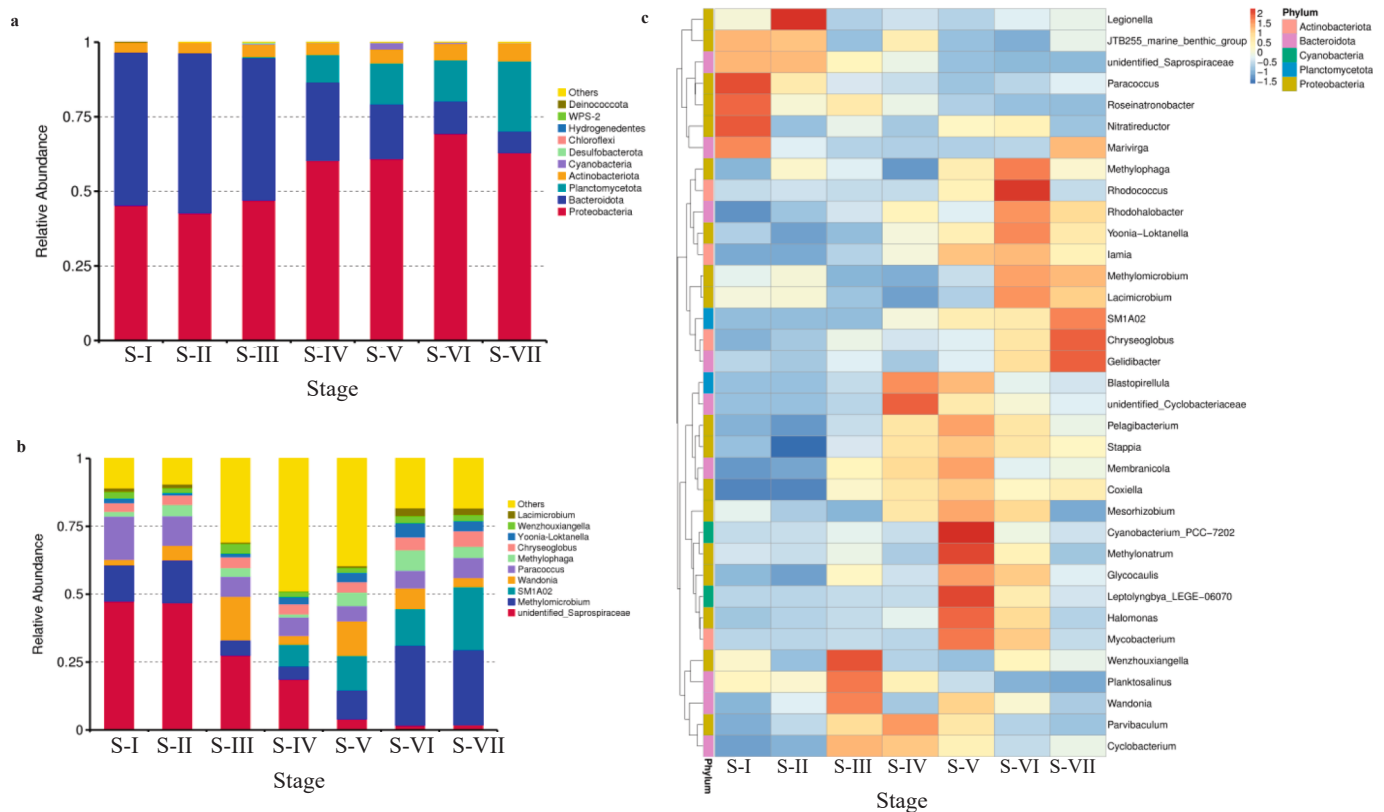 a
1
0.75
0.5
0.25
0
Relative Abundance
S-I S-II S-III S-IV S-V S-VI S-VII
Stage
Others
Deinococcota
WPS-2
Hydrogenedentes
Chloroflexi
Desulfobacterota
Cyanobacteria
Actinobacteriota
Planctomycetota
Bacteroidota
Proteobacteria
b
1
0.75
0.5
0.25
0
Relative Abundance
S-I S-II S-III S-IV S-V S-VI S-VII
Stage
Others
Lacimicrobium
Wenzhouxiangella
Yoonia-Loktanella
Chryseoglobus
Methylophaga
Paracoccus
Wandonia
SM1A02
Methylomicrobium
unidentified_Saprospiraceae
c
Legionella
JTB255_marine_benthic_group
unidentified_Saprospiraceae
Paracoccus
Roseinatronobacter
Nitratireductor
Marivirga
Methylophaga
Rhodococcus
Rhodohalobacter
Yoonia-Loktanella
Iamia
Methylomicrobium
Lacimicrobium
SM1A02
Chryseoglobus
Gelidibacter
Blastopirellula
unidentified_Cyclobacteriaceae
Pelagibacterium
Stappia
Membranicola
Coxiella
Mesorhizobium
Cyanobacterium_PCC-7202
Methylonatrum
Glycocaulis
Leptolyngbya_LEGE-06070
Halomonas
Mycobacterium
Wenzhouxiangella
Planktosalinus
Wandonia
Parvibaculum
Cyclobacterium
Phylum
S-I S-II S-III S-IV S-V S-VI S-VII
Stage
2
1.5
1
0.5
0
-0.5
-1
-1.5
Phylum
Actinobacteriota
Bacteroidota
Cyanobacteria
Planctomycetota
Proteobacteria